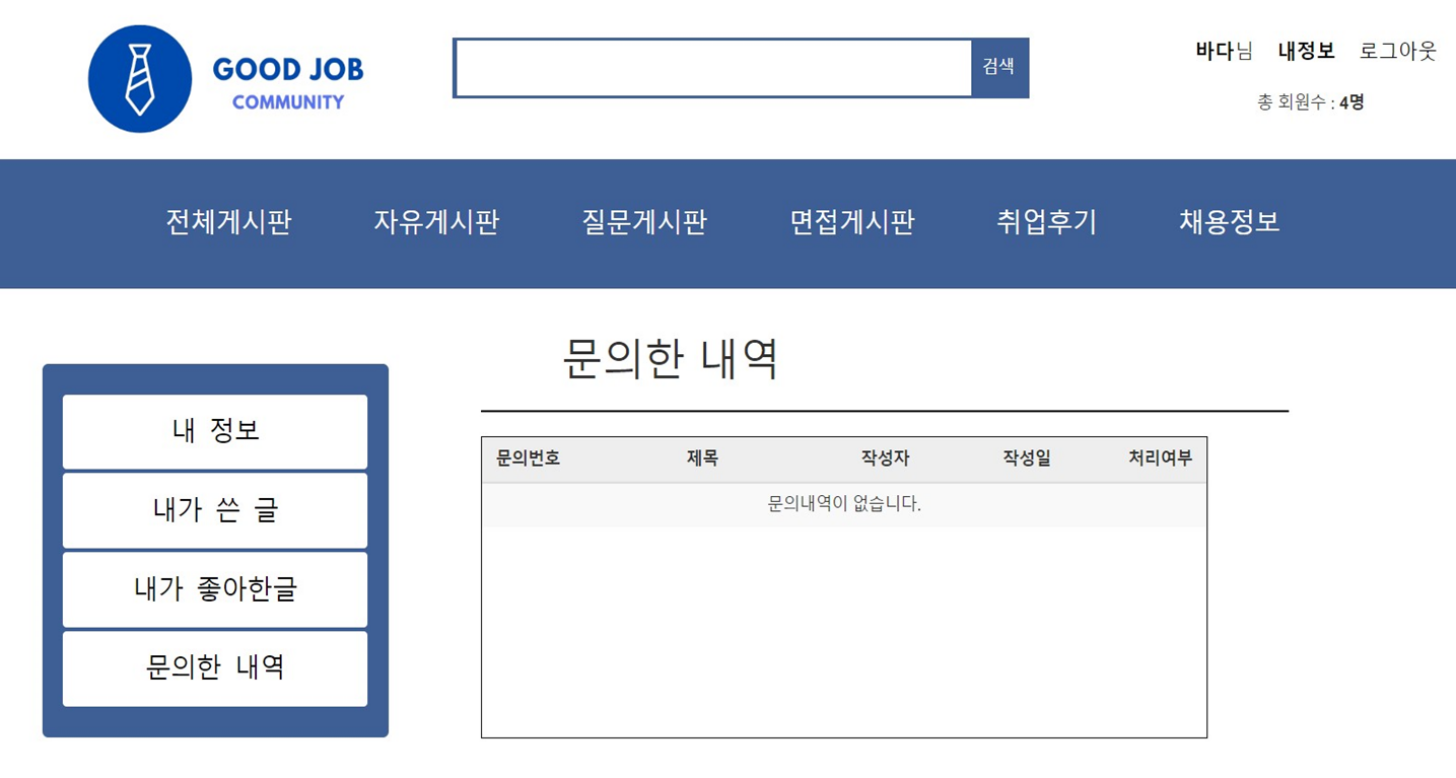 GOOD JOB
COMMUNITY
검색
바다님 내정보 로그아웃
총 회원수 : 4명
전체게시판 자유게시판 질문게시판 면접게시판 취업후기 채용정보
내 정보
내가 쓴 글
내가 좋아한글
문의한 내역
문의한 내역
문의번호 제목 작성자 작성일 처리여부
문의내역이 없습니다.